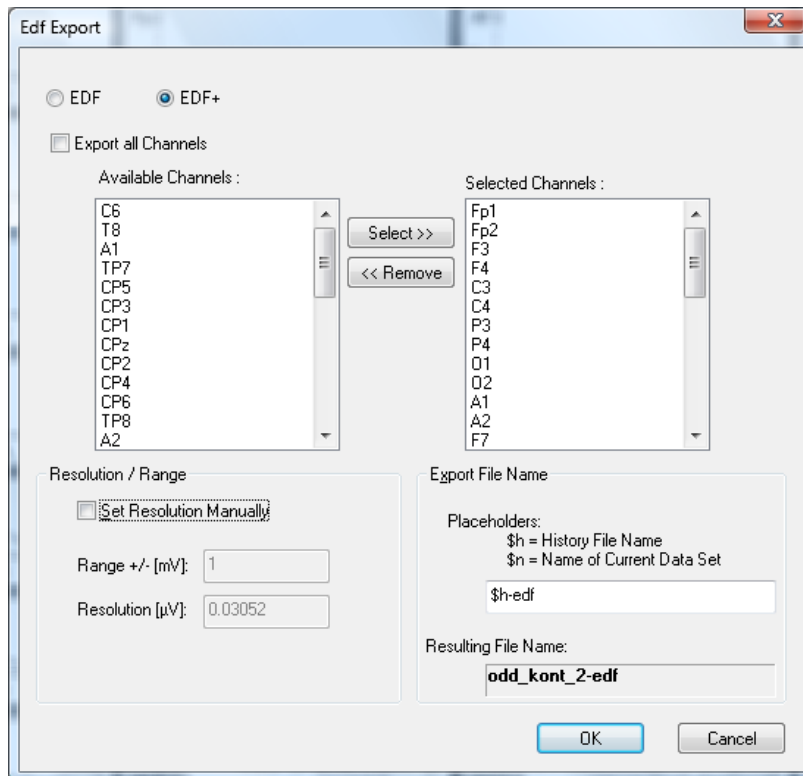 Edf Export
EDF
EDF+
Export all Channels
Available Channels :
C6
T8
A1
TP7
CP5
CP3
CP1
CPz
CP2
CP4
CP6
TP8
A2
Select >>
<< Remove
Selected Channels :
Fp1
Fp2
F3
F4
C3
C4
P3
P4
O1
O2
A1
A2
F7
Resolution / Range
Set Resolution Manually
Range +/- [mV]: 1
Resolution [µV]: 0.03052
Export File Name
Placeholders:
$h = History File Name
$n = Name of Current Data Set
$h-edf
Resulting File Name:
odd_kont_2-edf
OK
Cancel